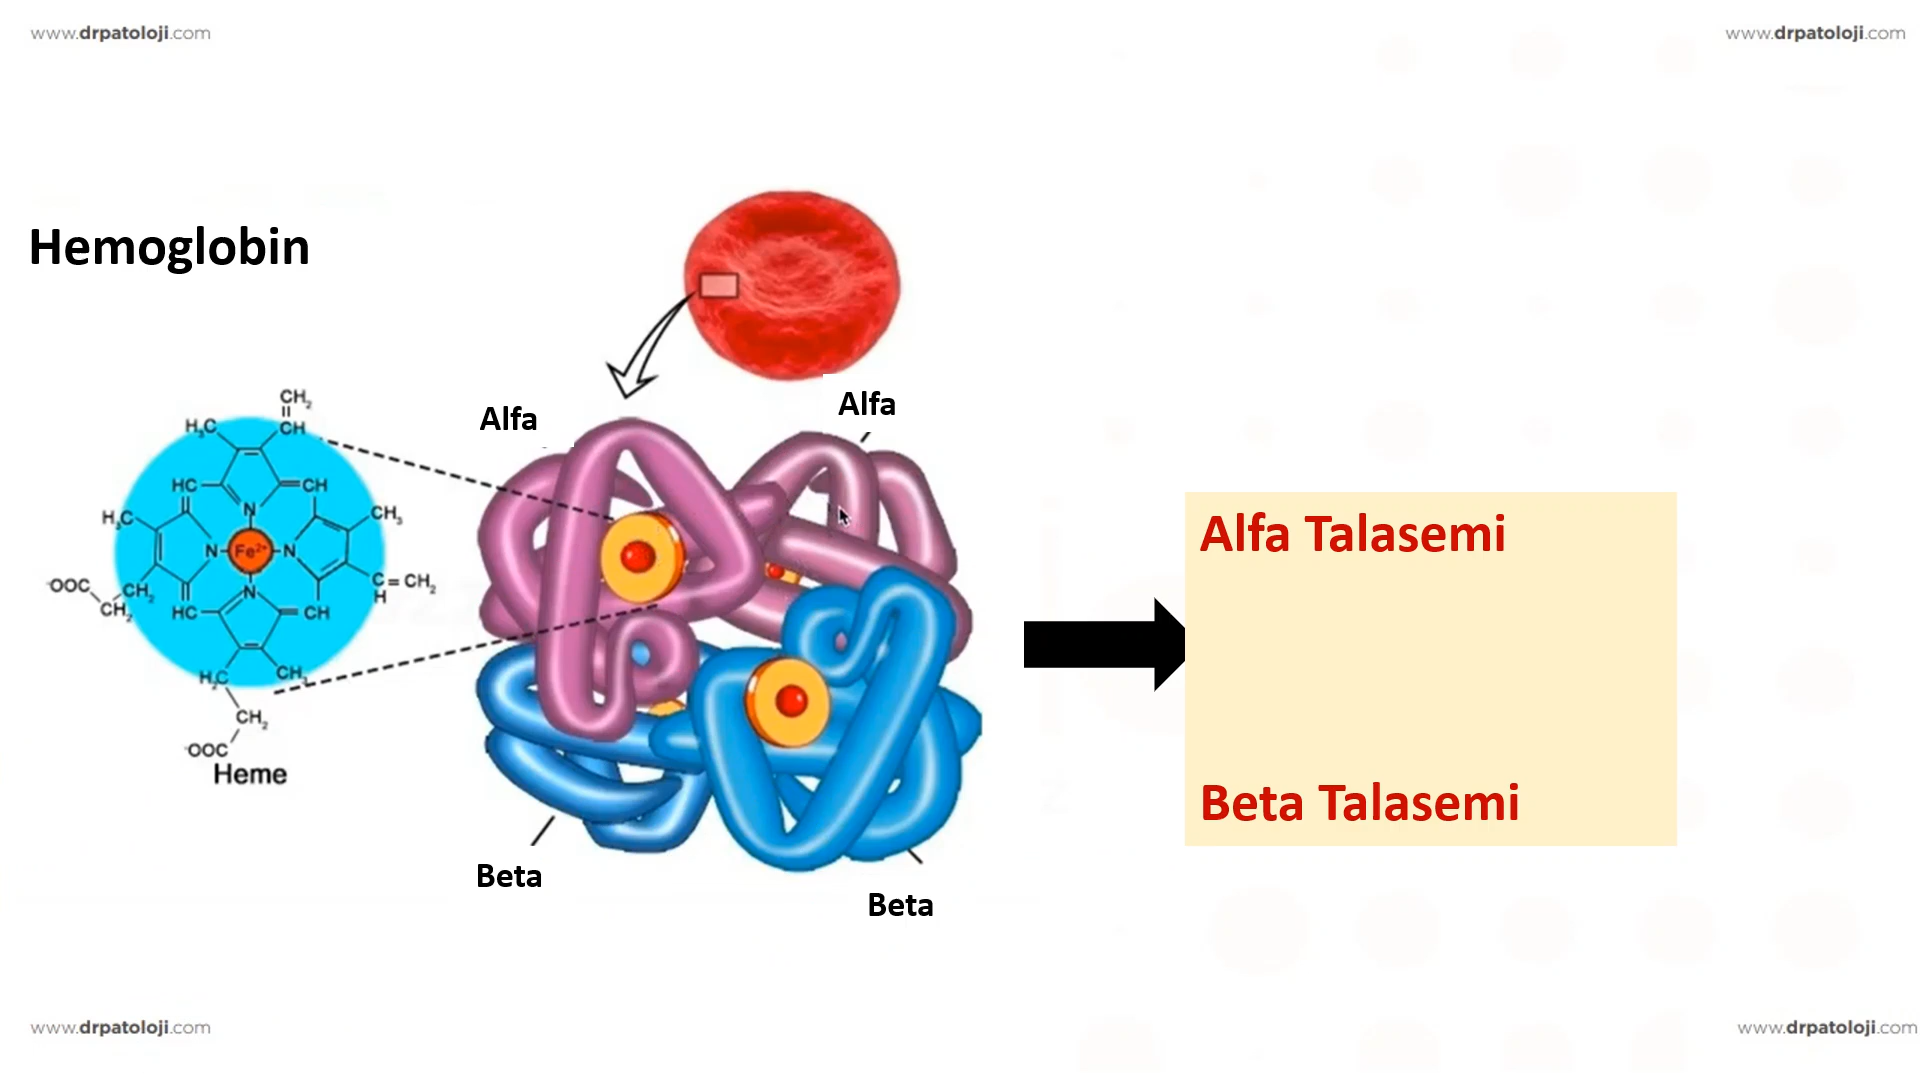 www.drpatoloji.com
www.drpatoloji.com
Hemoglobin
Alfa
Alfa
CH₂
CH
H₃C
HC
CH
N
H₃C
CH₃
N
Fe²⁺
N
⁻OOC
CH₂
CH₂
N
C=CH₂
H
HC
CH
H₂C
CH₃
CH₂
⁻OOC
Heme
Beta
Beta
Alfa Talasemi
Beta Talasemi
www.drpatoloji.com
www.drpatoloji.com